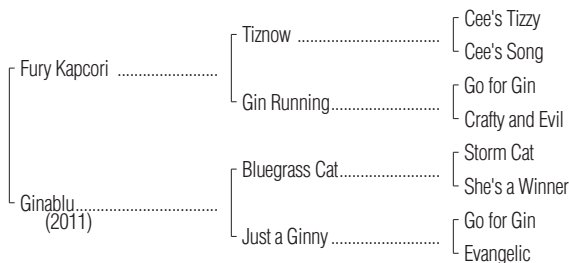 Cee's Tizzy
Tiznow ..........................................
Cee's Song
Fury Kapcori .............................
Go for Gin
Gin Running................................
Crafty and Evil
Storm Cat
Bluegrass Cat.............................
She's a Winner
Ginablu.........................................
(2011)
Go for Gin
Just a Ginny ................................
Evangelic